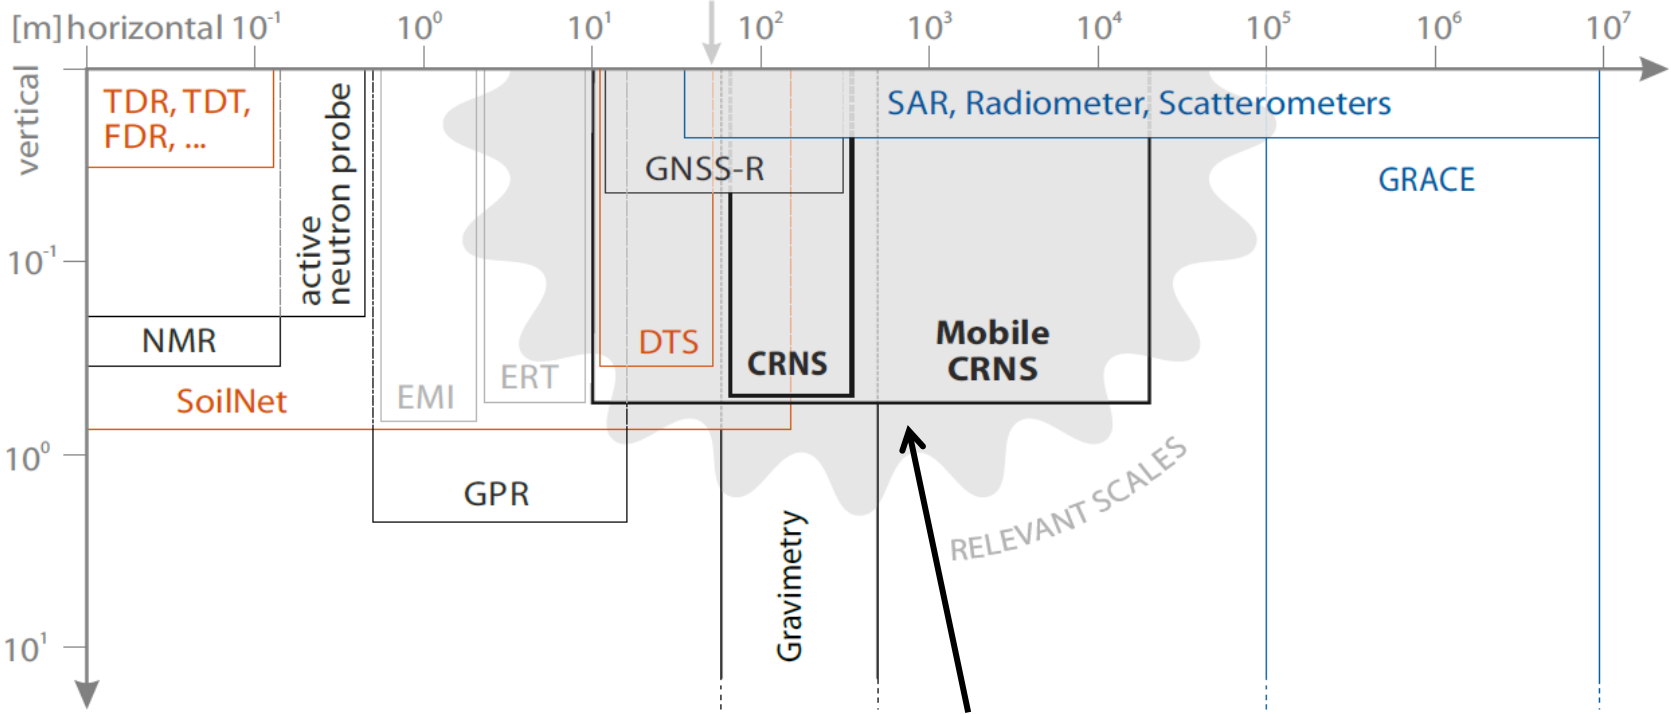 [m] horizontal 10⁻¹ 10⁰ 10¹ 10² 10³ 10⁴ 10⁵ 10⁶ 10⁷
vertical
10⁻¹
10⁰
10¹
TDR, TDT,
FDR, ...
active
neutron probe
NMR
SoilNet
EMI
ERT
GPR
GNSS-R
DTS
CRNS
Mobile
CRNS
SAR, Radiometer, Scatterometers
GRACE
Gravimetry
RELEVANT SCALES